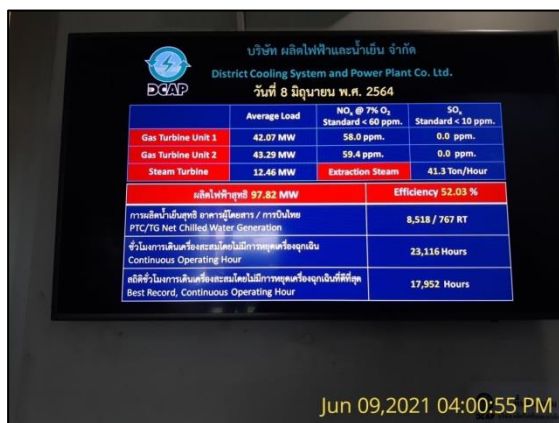 บริษัท ผลิตไฟฟ้าและน้ำเย็น จำกัด
DCAP
District Cooling System and Power Plant Co. Ltd.
วันที่ 8 มิถุนายน พ.ศ. 2564
Average Load NOx @ 7% O2 Standard < 60 ppm. SOx Standard < 10 ppm.
Gas Turbine Unit 1 42.07 MW 58.0 ppm. 0.0 ppm.
Gas Turbine Unit 2 43.29 MW 59.4 ppm. 0.0 ppm.
Steam Turbine 12.46 MW Extraction Steam 41.3 Ton/Hour
ผลิตไฟฟ้าสุทธิ 97.82 MW Efficiency 52.03 %
การผลิตน้ำเย็นสุทธิ อาคารผู้โดยสาร / การบินไทย
PTC/TG Net Chilled Water Generation 8,518 / 767 RT
ชั่วโมงการเดินเครื่องสะสมโดยไม่มีการหยุดเครื่องฉุกเฉิน
Continuous Operating Hour 23,116 Hours
สถิติชั่วโมงการเดินเครื่องสะสมโดยไม่มีการหยุดเครื่องฉุกเฉินที่ดีที่สุด
Best Record, Continuous Operating Hour 17,952 Hours
Jun 09,2021 04:00:55 PM